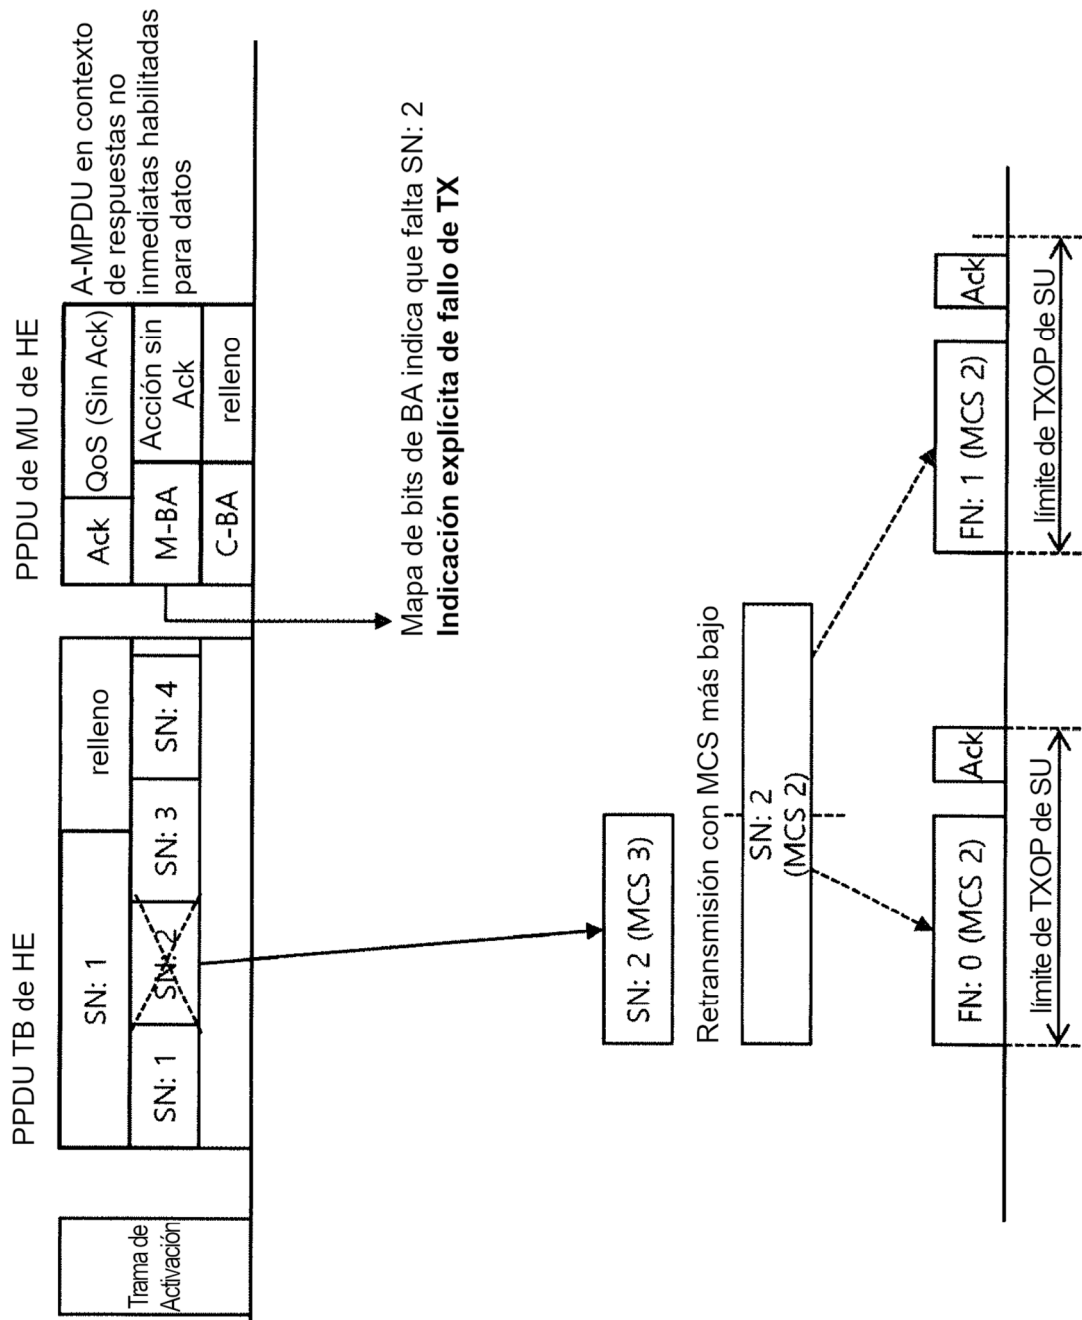 PPDU TB de HE
PPDU de MU de HE
Trama de
Activación
SN: 1
relleno
SN: 1
SN: 2
SN: 3
SN: 4
Ack
QoS (Sin Ack)
M-BA
Acción sin
Ack
C-BA
relleno
A-MPDU en contexto
de respuestas no
inmediatas habilitadas
para datos
Mapa de bits de BA indica que falta SN: 2
Indicación explícita de fallo de TX
SN: 2 (MCS 3)
Retransmisión con MCS más bajo
SN: 2
(MCS 2)
FN: 0 (MCS 2)
Ack
FN: 1 (MCS 2)
Ack
límite de TXOP de SU
límite de TXOP de SU